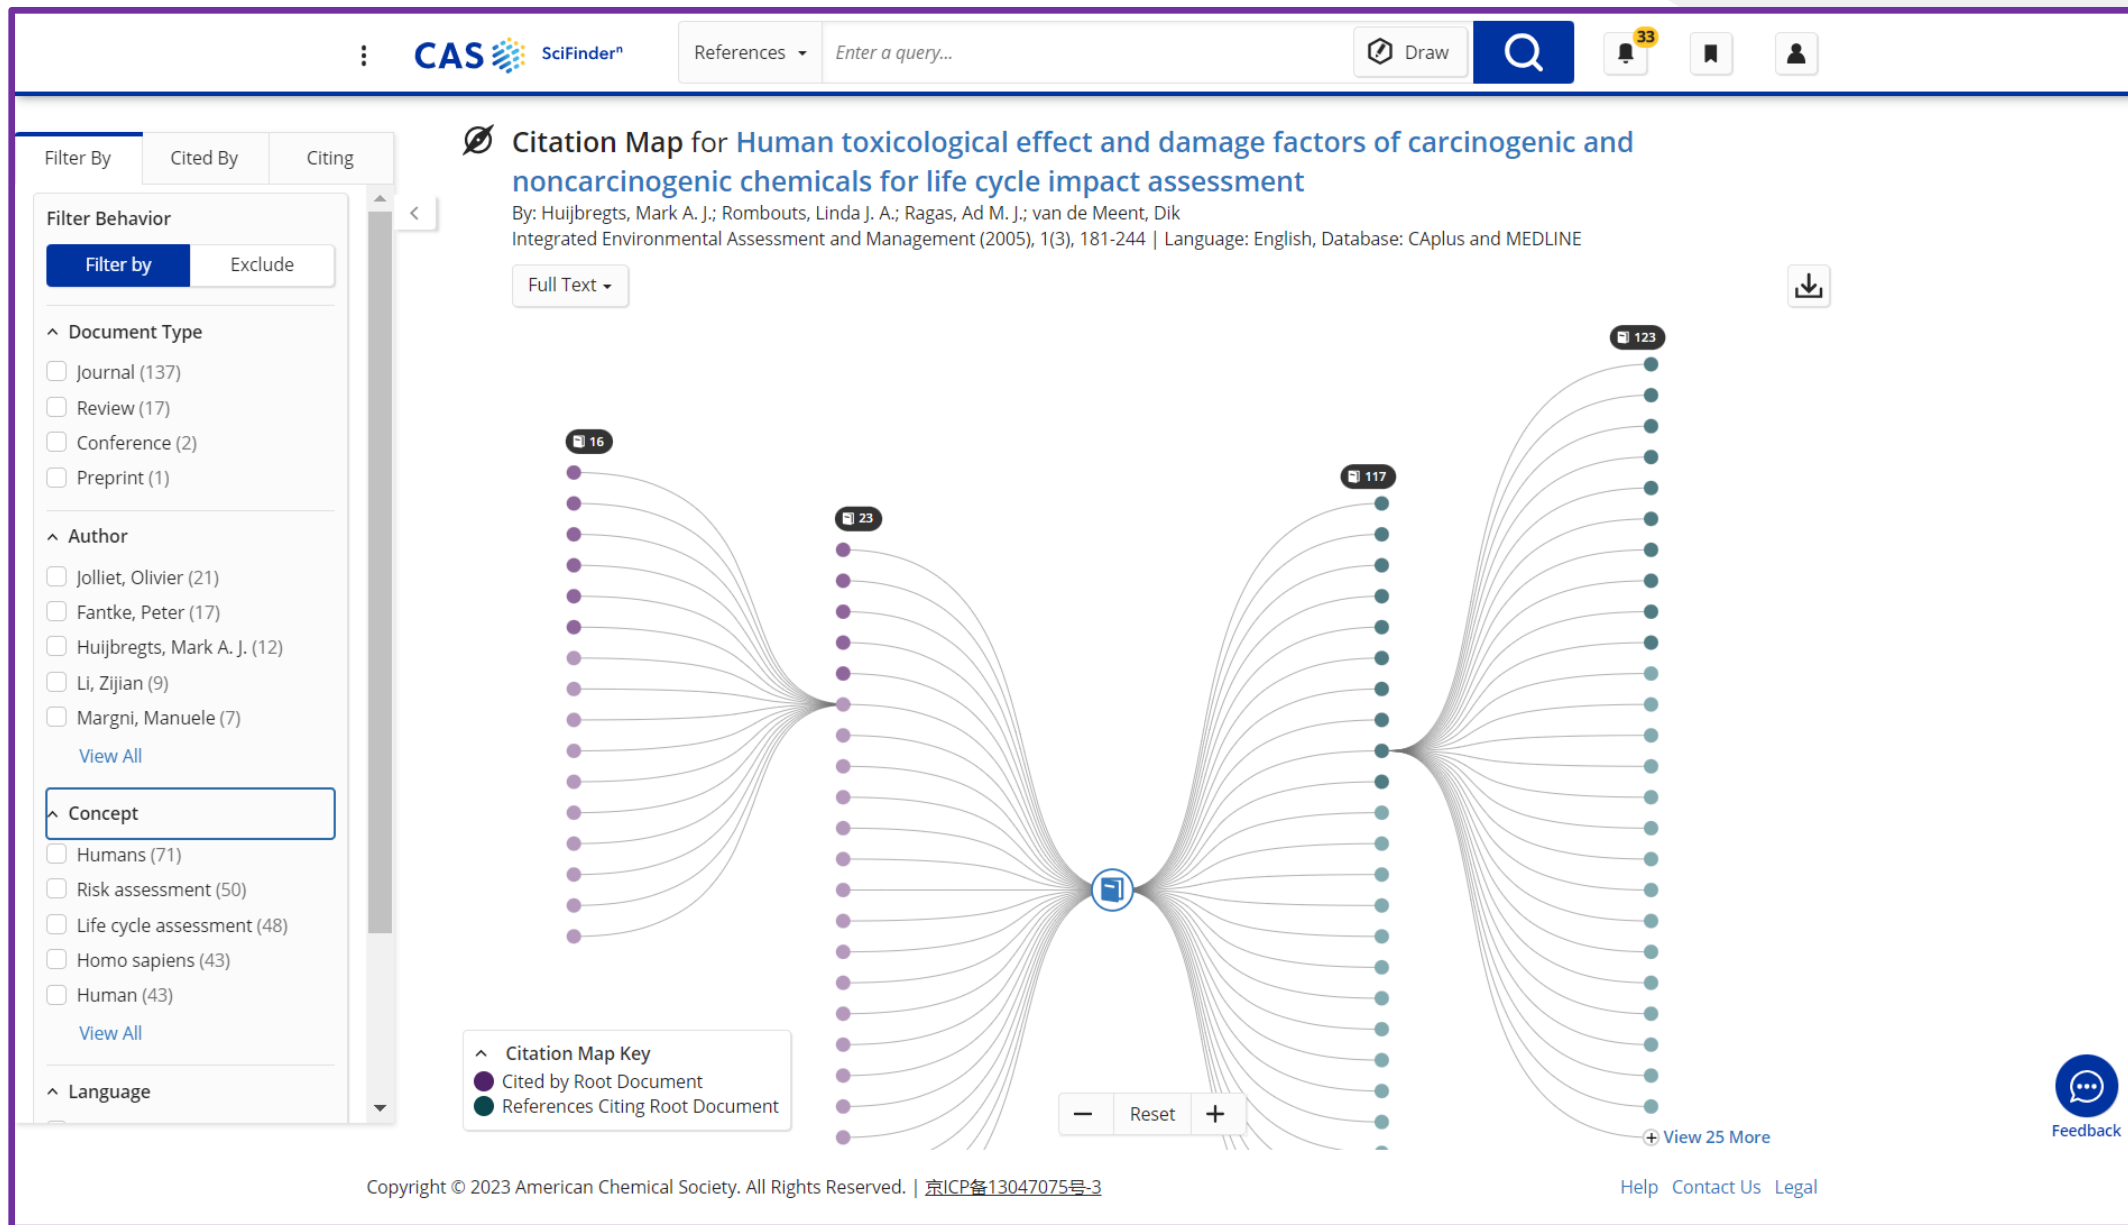 CAS SciFinderⁿ
References
Enter a query...
Draw
33
Filter By
Cited By
Citing
Filter Behavior
Filter by
Exclude
Document Type
Journal (137)
Review (17)
Conference (2)
Preprint (1)
Author
Jolliet, Olivier (21)
Fantke, Peter (17)
Huijbregts, Mark A. J. (12)
Li, Zijian (9)
Margni, Manuele (7)
View All
Concept
Humans (71)
Risk assessment (50)
Life cycle assessment (48)
Homo sapiens (43)
Human (43)
View All
Language
Citation Map for Human toxicological effect and damage factors of carcinogenic and
noncarcinogenic chemicals for life cycle impact assessment
By: Huijbregts, Mark A. J.; Rombouts, Linda J. A.; Ragas, Ad M. J.; van de Meent, Dik
Integrated Environmental Assessment and Management (2005), 1(3), 181-244 | Language: English, Database: CAplus and MEDLINE
Full Text
16
23
117
123
Citation Map Key
Cited by Root Document
References Citing Root Document
Reset
View 25 More
Feedback
Copyright © 2023 American Chemical Society. All Rights Reserved. | 京ICP备13047075号-3
Help Contact Us Legal